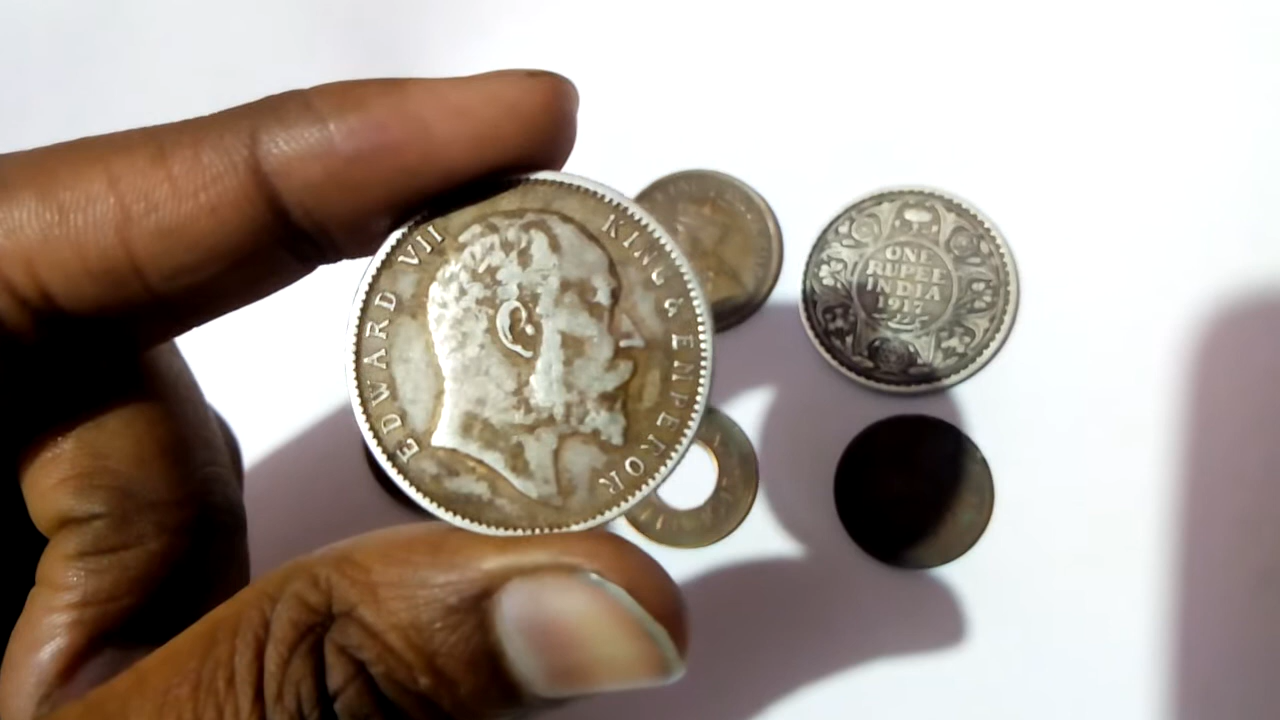 EDWARD VII KING & EMPEROR
ONE
RUPEE
INDIA
1917